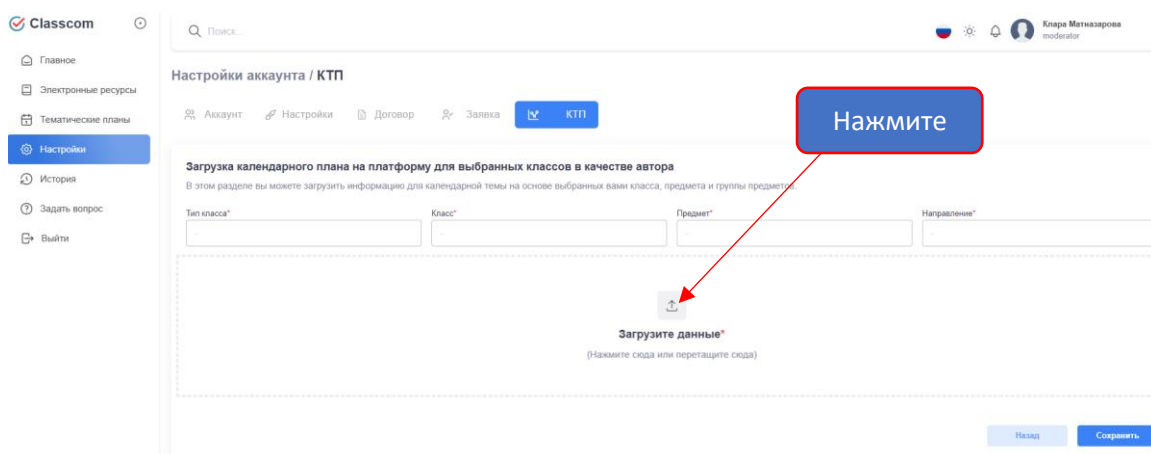 Classcom
Поиск...
Клара Матназарова
moderator
Главное
Электронные ресурсы
Тематические планы
Настройки
История
Задать вопрос
Выйти
Настройки аккаунта / КТП
Аккаунт
Настройки
Договор
Заявка
КТП
Нажмите
Загрузка календарного плана на платформу для выбранных классов в качестве автора
В этом разделе вы можете загрузить информацию для календарной темы на основе выбранных вами класса, предмета и группы предметов.
Тип класса*
Класс*
Предмет*
Направление*
Загрузите данные*
(Нажмите сюда или перетащите сюда)
Назад
Сохранить